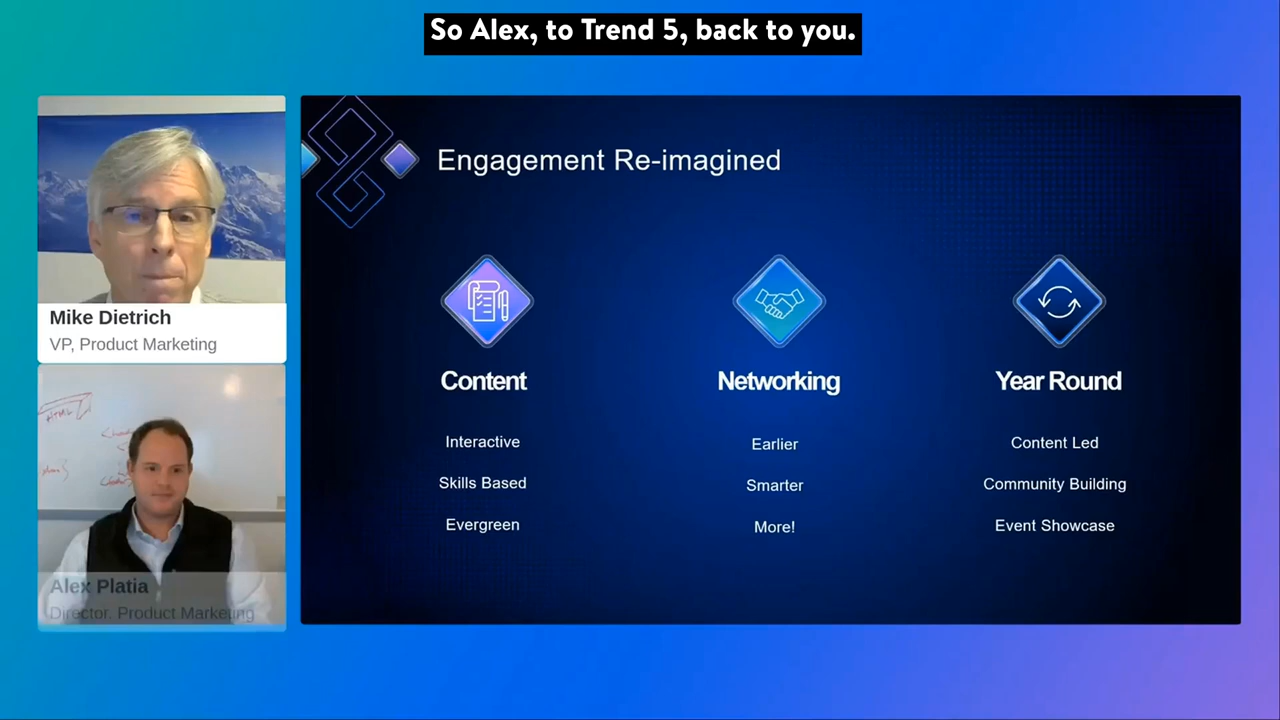 So Alex, to Trend 5, back to you.
Mike Dietrich
VP, Product Marketing
HTML
Alex Platia
Director, Product Marketing
Engagement Re-imagined
Content
Interactive
Skills Based
Evergreen
Networking
Earlier
Smarter
More!
Year Round
Content Led
Community Building
Event Showcase